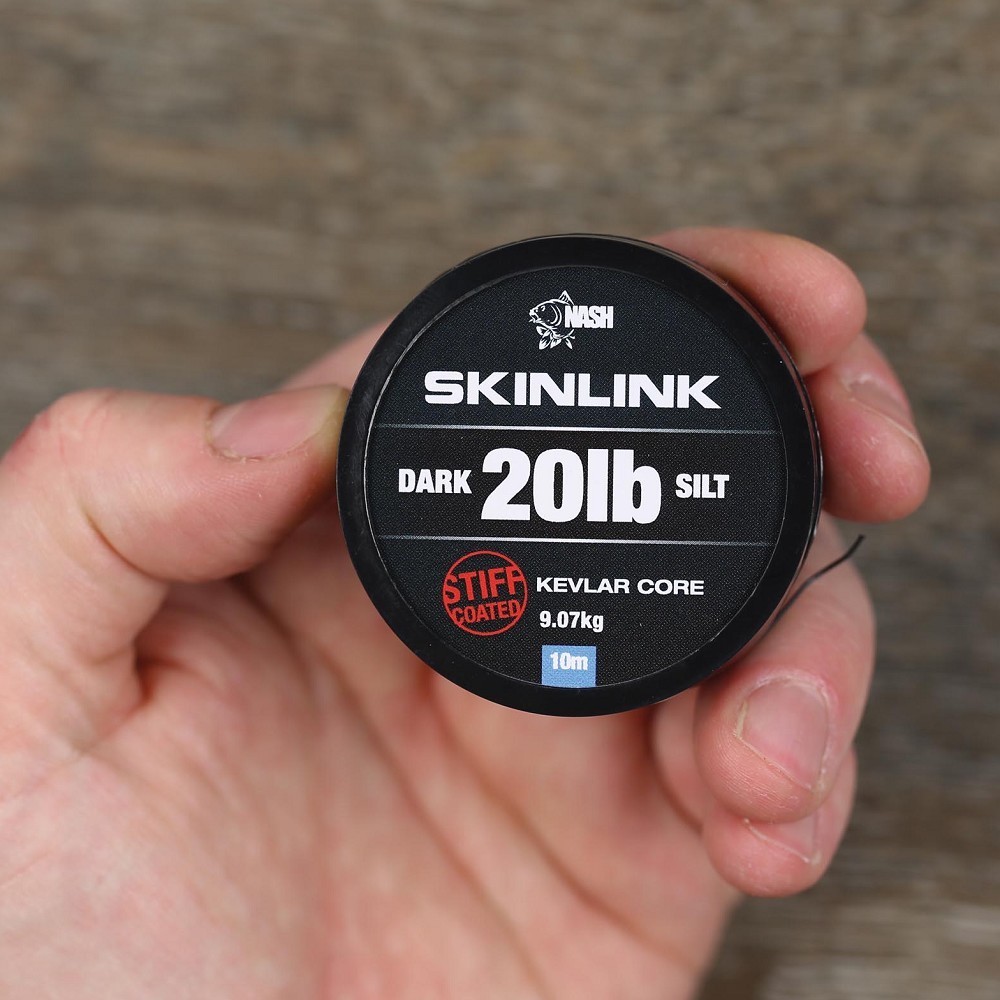 NASH
SKINLINK
DARK 20lb SILT
STIFF
COATED
KEVLAR CORE
9.07kg
10m